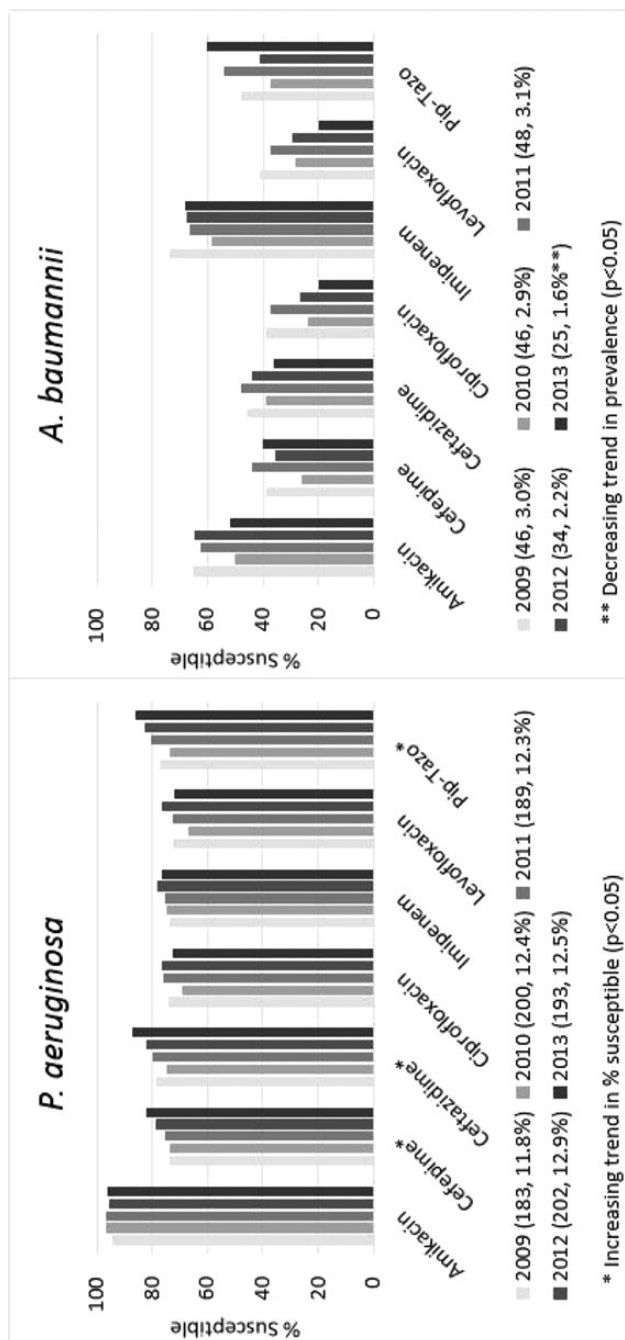 P. aeruginosa
100
80
60
40
20
0
% Susceptible
Amikacin
Cefepime*
Ceftazidime*
Ciprofloxacin
Imipenem
Levofloxacin
Pip-Tazo*
2009 (183, 11.8%)
2010 (200, 12.4%)
2011 (189, 12.3%)
2012 (202, 12.9%)
2013 (193, 12.5%)
* Increasing trend in % susceptible (p<0.05)
A. baumannii
100
80
60
40
20
0
% Susceptible
Amikacin
Cefepime
Ceftazidime
Ciprofloxacin
Imipenem
Levofloxacin
Pip-Tazo
2009 (46, 3.0%)
2010 (46, 2.9%)
2011 (48, 3.1%)
2012 (34, 2.2%)
2013 (25, 1.6%**)
** Decreasing trend in prevalence (p<0.05)